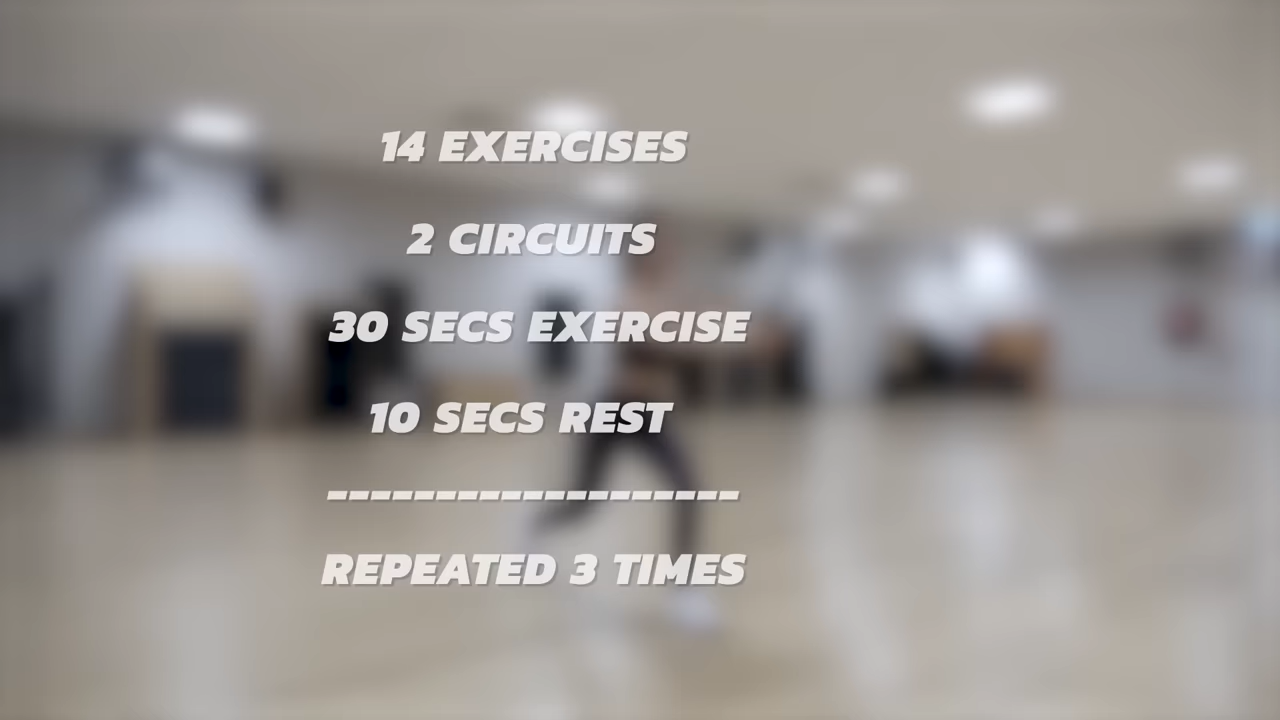 14 EXERCISES
2 CIRCUITS
30 SECS EXERCISE
10 SECS REST
-------------------
REPEATED 3 TIMES